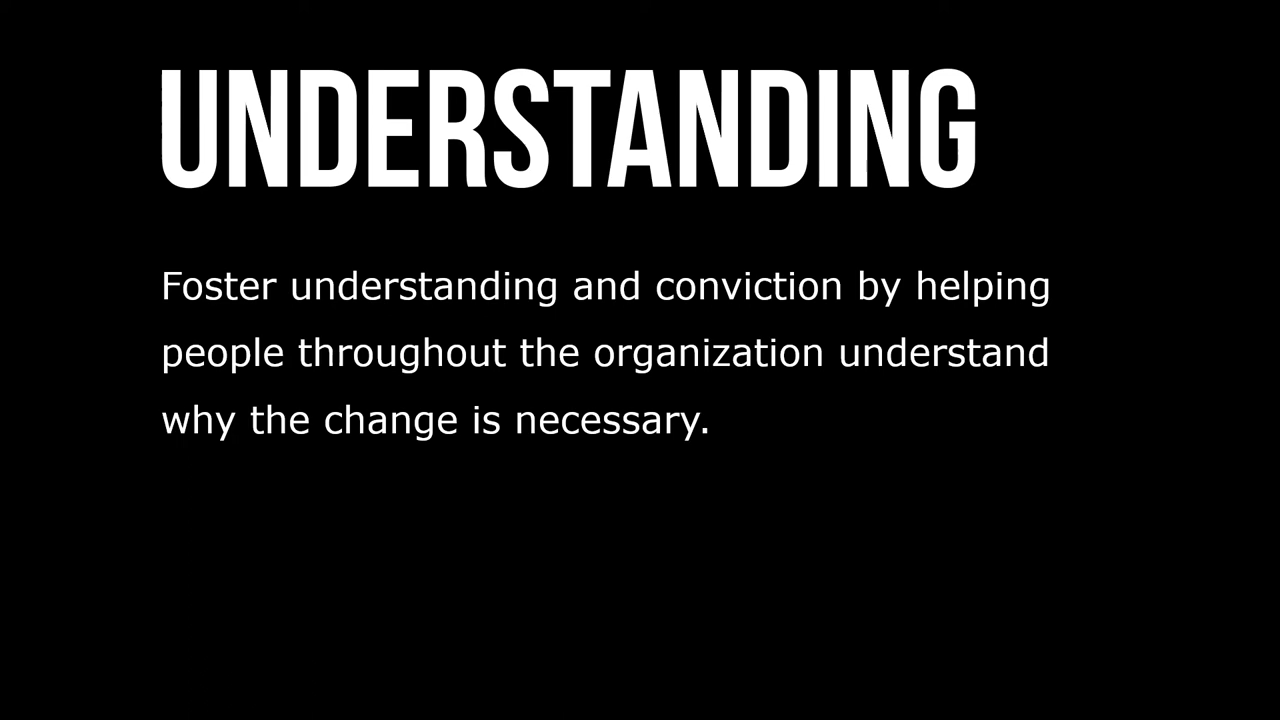 UNDERSTANDING
Foster understanding and conviction by helping
people throughout the organization understand
why the change is necessary.